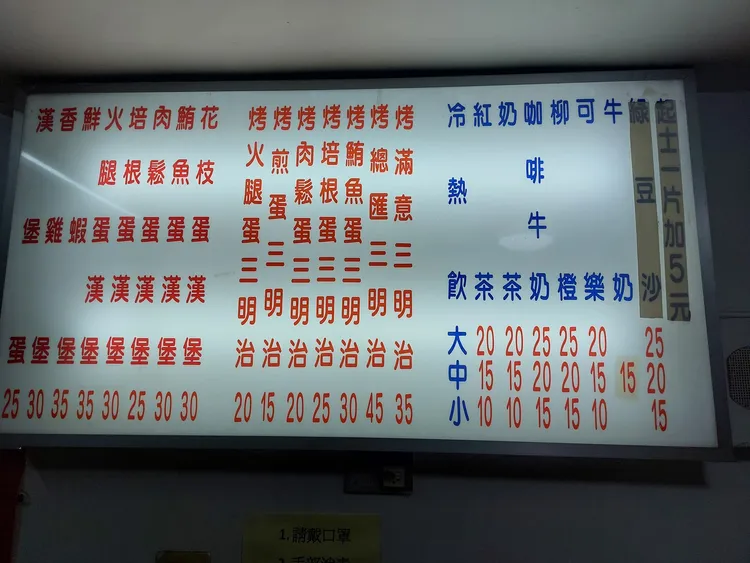 漢堡蛋 25
香雞堡 30
鮮蝦堡 35
火腿蛋漢堡 35
培根蛋漢堡 30
肉鬆蛋漢堡 25
鮪魚蛋漢堡 30
花枝蛋漢堡 30
烤火腿蛋三明治 20
烤煎蛋三明治 15
烤肉鬆蛋三明治 20
烤培根蛋三明治 25
烤鮪魚蛋三明治 30
烤總匯三明治 45
烤滿意三明治 35
冷熱飲 大 中 小
紅茶 20 15 10
奶茶 20 15 10
咖啡牛奶 25 20 15
柳橙 25 20 15
可樂 20 15 10
牛奶 15
綠豆沙 25 20 15
起士一片加5元
1.請戴口罩